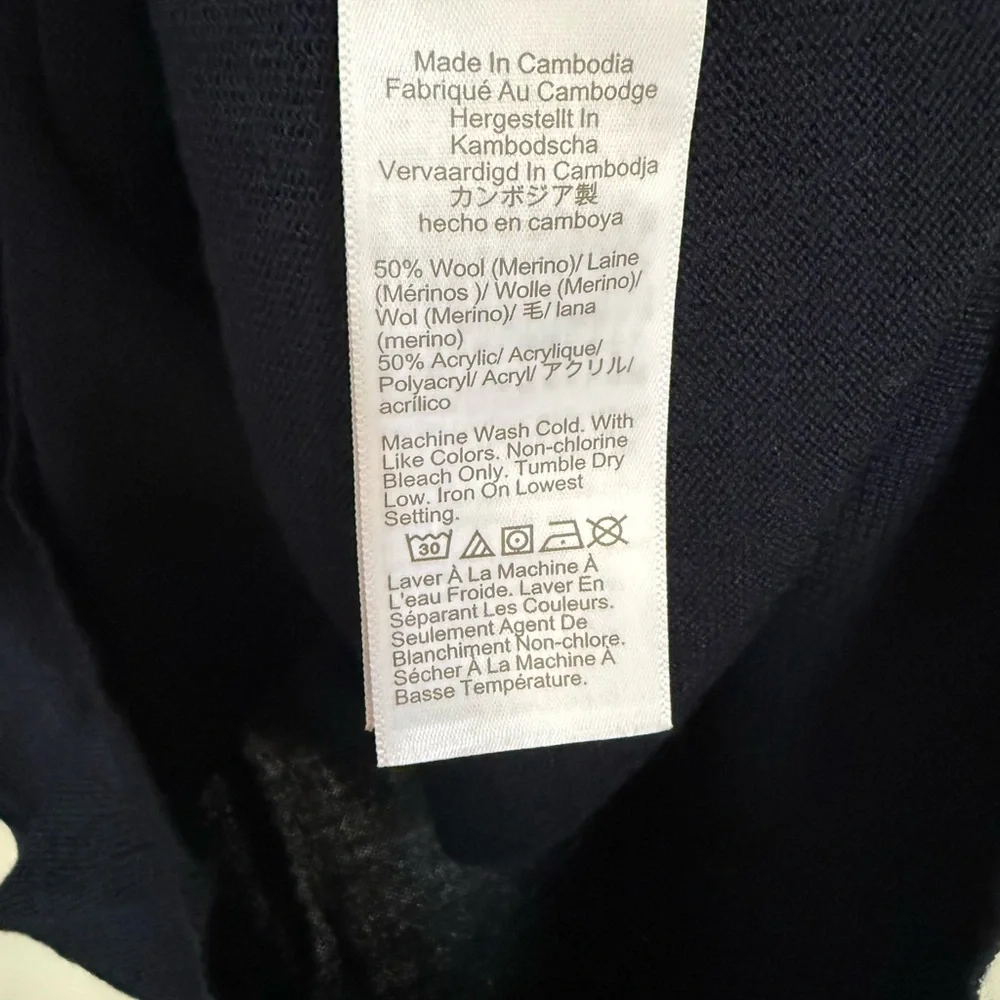 Made In Cambodia
Fabriqué Au Cambodge
Hergestellt In
Kambodscha
Vervaardigd In Cambodja
カンボジア製
hecho en camboya
50% Wool (Merino)/ Laine
(Mérinos )/ Wolle (Merino)/
Wol (Merino)/ 毛/ lana
(merino)
50% Acrylic/ Acrylique/
Polyacryl/ Acryl/ アクリル/
acrílico
Machine Wash Cold. With
Like Colors. Non-chlorine
Bleach Only. Tumble Dry
Low. Iron On Lowest
Setting.
30
Laver À La Machine À
L'eau Froide. Laver En
Séparant Les Couleurs.
Seulement Agent De
Blanchiment Non-chlore.
Sécher À La Machine À
Basse Température.